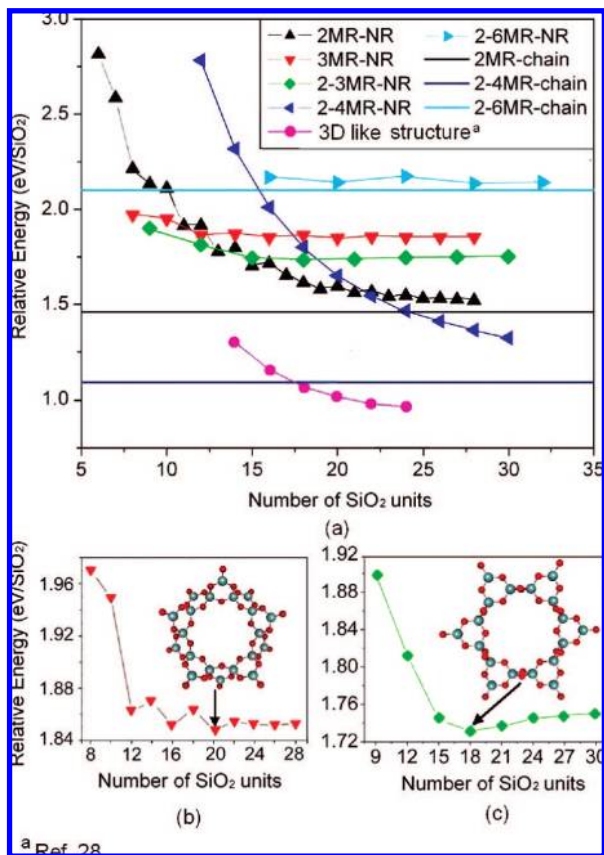 3.0
2.5
2.0
1.5
1.0
Relative Energy (eV/SiO₂)
2MR-NR
3MR-NR
2-3MR-NR
2-4MR-NR
3D like structureᵃ
2-6MR-NR
2MR-chain
2-4MR-chain
2-6MR-chain
5 10 15 20 25 30 35
Number of SiO₂ units
(a)
Relative Energy (eV/SiO₂)
1.96
1.92
1.88
1.84
8 12 16 20 24 28
Number of SiO₂ units
(b)
1.92
1.88
1.84
1.80
1.76
1.72
9 12 15 18 21 24 27 30
Number of SiO₂ units
(c)
ᵃ Ref. 28